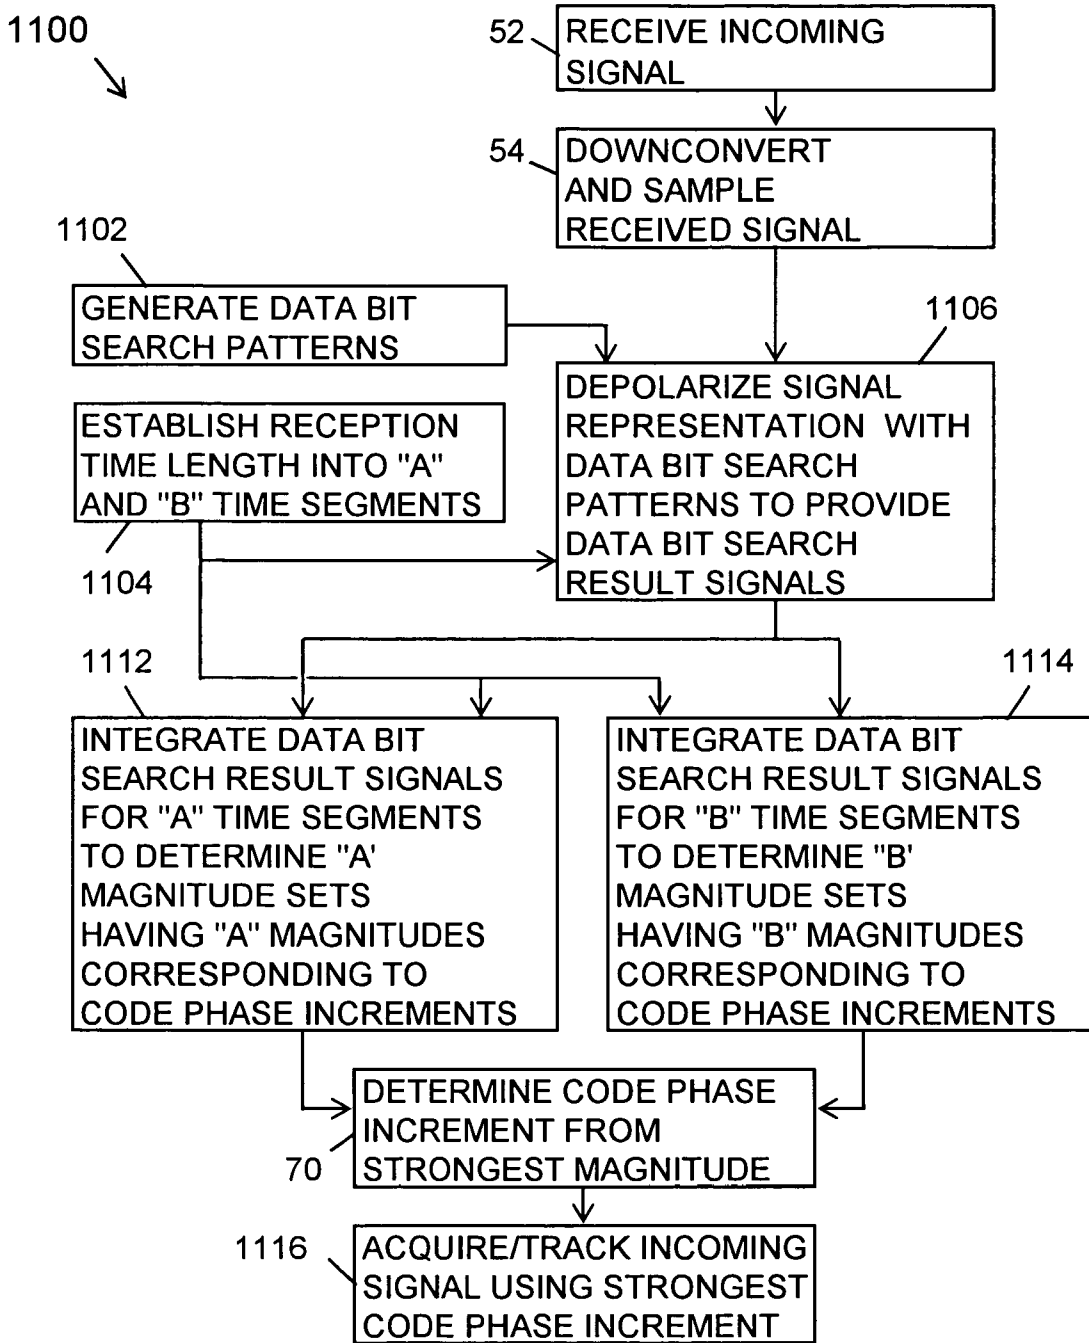 1100
52
RECEIVE INCOMING
SIGNAL
54
DOWNCONVERT
AND SAMPLE
RECEIVED SIGNAL
1102
GENERATE DATA BIT
SEARCH PATTERNS
1106
DEPOLARIZE SIGNAL
REPRESENTATION WITH
DATA BIT SEARCH
PATTERNS TO PROVIDE
DATA BIT SEARCH
RESULT SIGNALS
ESTABLISH RECEPTION
TIME LENGTH INTO "A"
AND "B" TIME SEGMENTS
1104
1112
INTEGRATE DATA BIT
SEARCH RESULT SIGNALS
FOR "A" TIME SEGMENTS
TO DETERMINE "A'
MAGNITUDE SETS
HAVING "A" MAGNITUDES
CORRESPONDING TO
CODE PHASE INCREMENTS
1114
INTEGRATE DATA BIT
SEARCH RESULT SIGNALS
FOR "B" TIME SEGMENTS
TO DETERMINE "B'
MAGNITUDE SETS
HAVING "B" MAGNITUDES
CORRESPONDING TO
CODE PHASE INCREMENTS
70
DETERMINE CODE PHASE
INCREMENT FROM
STRONGEST MAGNITUDE
1116
ACQUIRE/TRACK INCOMING
SIGNAL USING STRONGEST
CODE PHASE INCREMENT